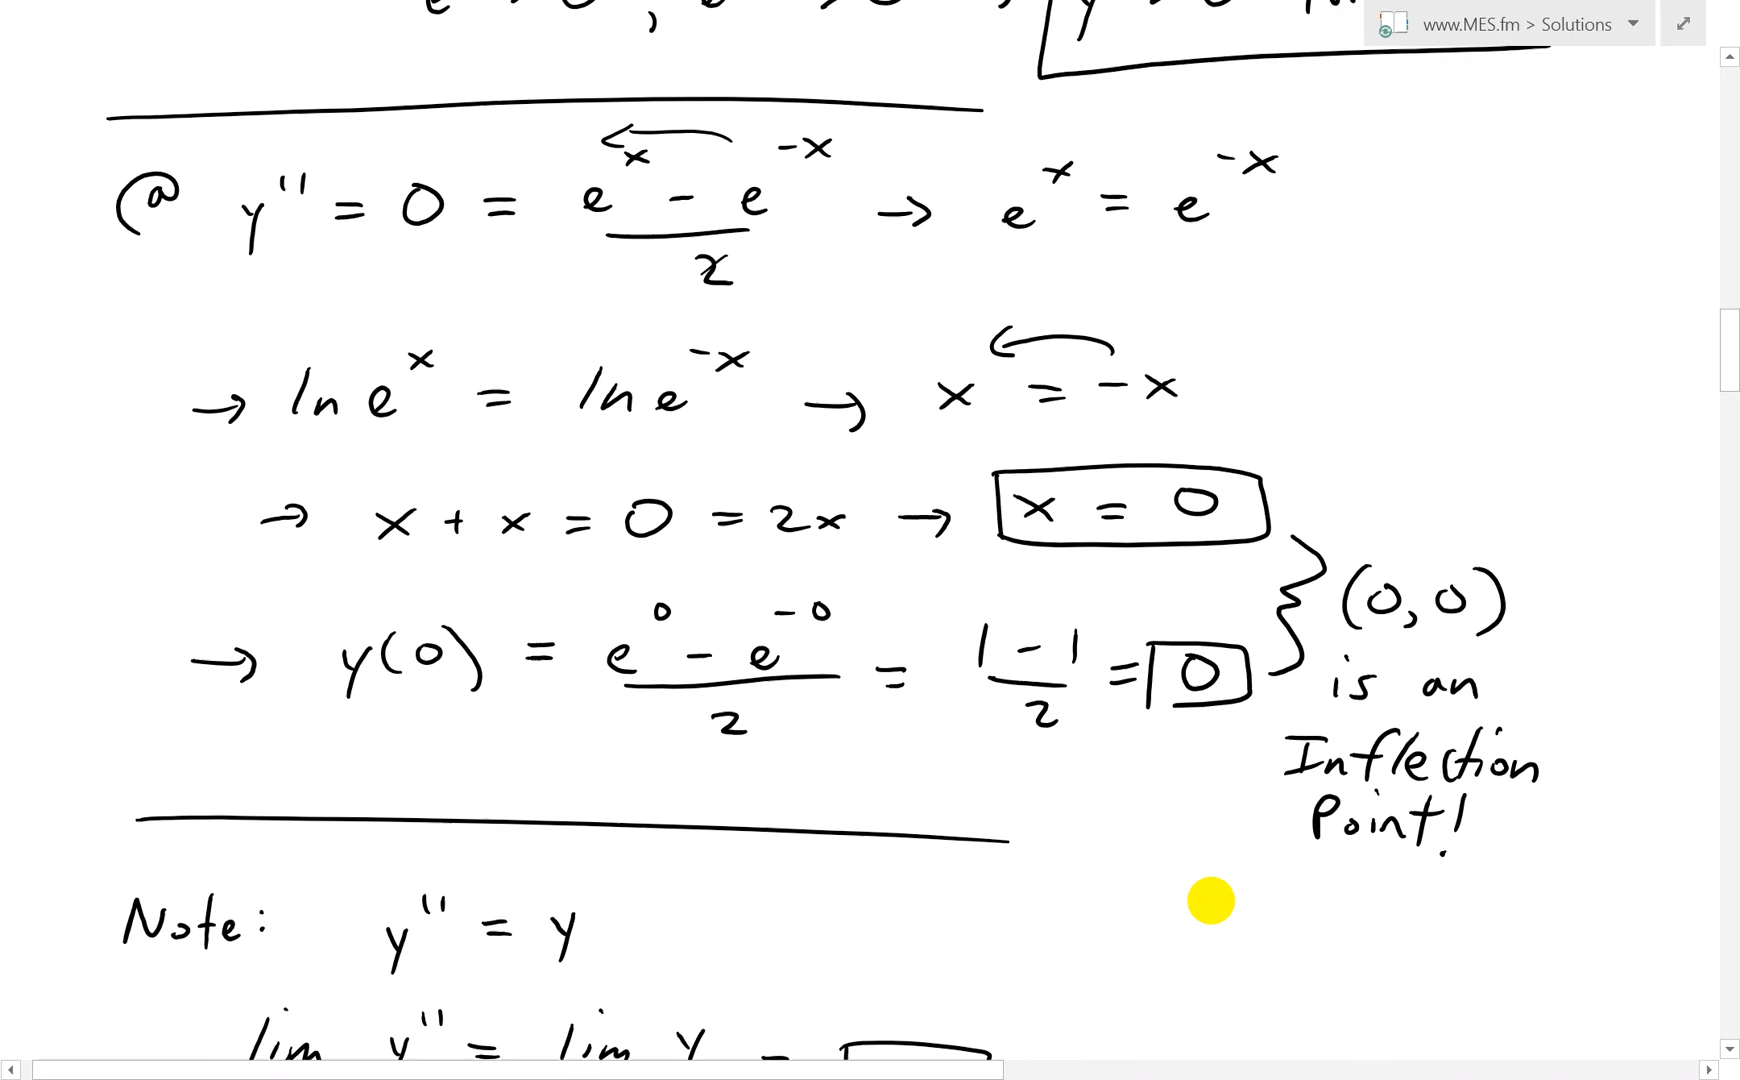 www.MES.fm > Solutions
@ y'' = 0 = (e^x - e^-x)/2 → e^x = e^-x
→ ln e^x = ln e^-x → x = -x
→ x + x = 0 = 2x → x = 0
→ y(0) = (e^0 - e^-0)/2 = (1 - 1)/2 = 0
(0,0)
is an
Inflection
Point!
Note: y'' = y
lim y'' = lim y =